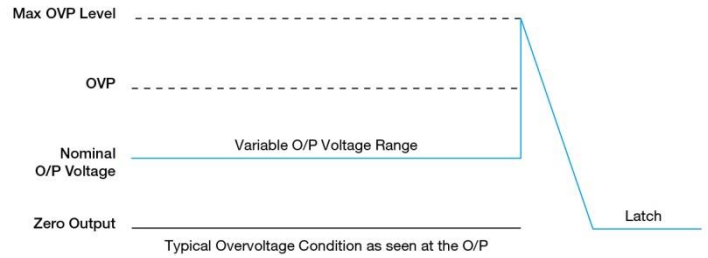 Max OVP Level
OVP
Variable O/P Voltage Range
Nominal
O/P Voltage
Zero Output
Latch
Typical Overvoltage Condition as seen at the O/P